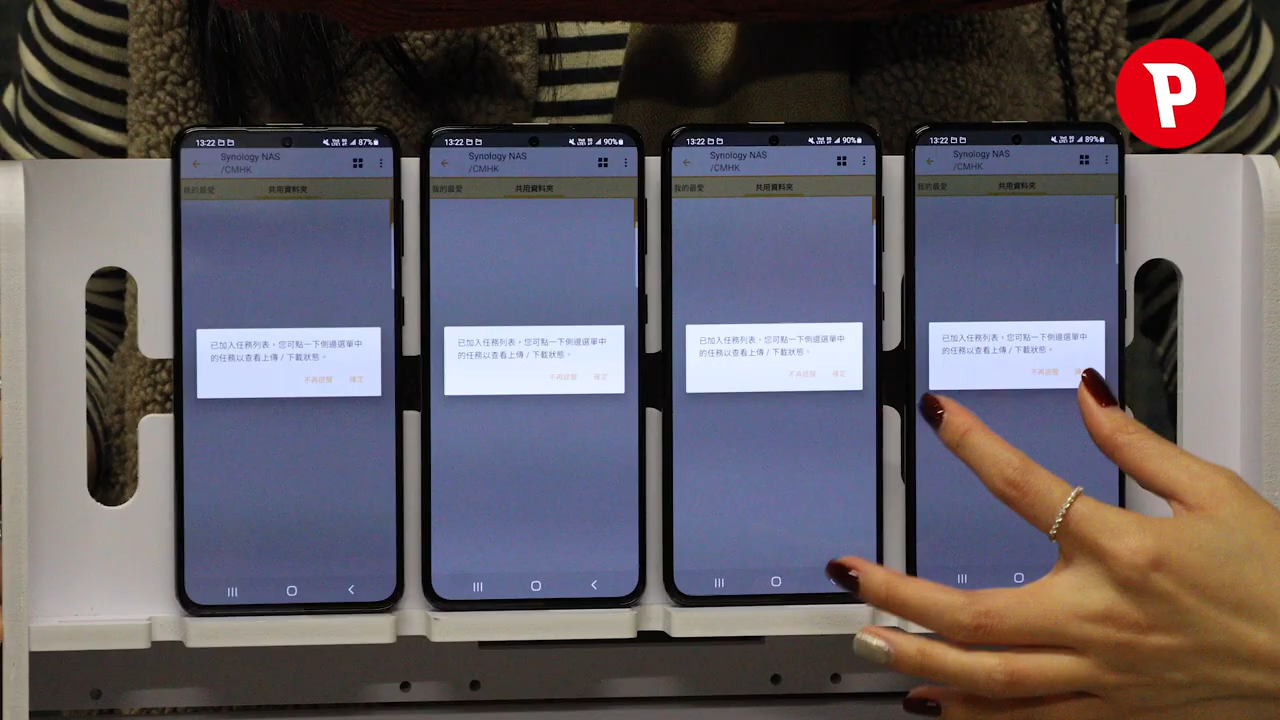 P
13:22
87%
Synology NAS
/CMHK
我的最愛 共用資料夾
已加入任務列表，您可點一下側邊選單中
的任務以查看上傳 / 下載狀態。
不再提醒 確定
13:22
90%
Synology NAS
/CMHK
我的最愛 共用資料夾
已加入任務列表，您可點一下側邊選單中
的任務以查看上傳 / 下載狀態。
不再提醒 確定
13:22
90%
Synology NAS
/CMHK
我的最愛 共用資料夾
已加入任務列表，您可點一下側邊選單中
的任務以查看上傳 / 下載狀態。
不再提醒 確定
13:22
89%
Synology NAS
/CMHK
我的最愛 共用資料夾
已加入任務列表，您可點一下側邊選單中
的任務以查看上傳 / 下載狀態。
不再提醒